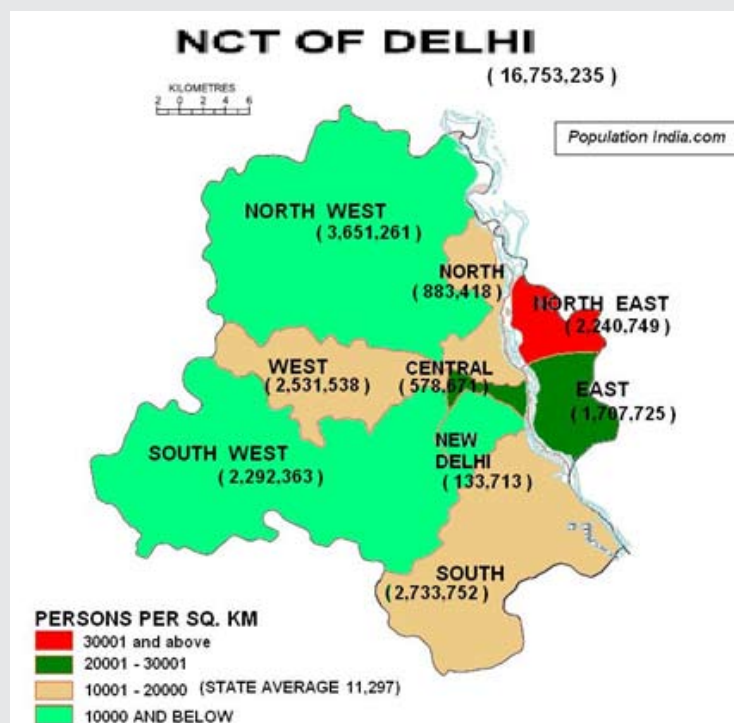 NCT OF DELHI
( 16,753,235 )
KILOMETRES
2 0 2 4 6
Population India.com
NORTH WEST
( 3,651,261 )
NORTH
( 883,418 )
NORTH EAST
( 2,240,749 )
WEST
( 2,531,538 )
CENTRAL
( 578,671 )
EAST
( 1,707,725 )
SOUTH WEST
( 2,292,363 )
NEW
DELHI
( 133,713 )
SOUTH
( 2,733,752 )
PERSONS PER SQ. KM
30001 and above
20001 - 30001
10001 - 20000 (STATE AVERAGE 11,297)
10000 AND BELOW